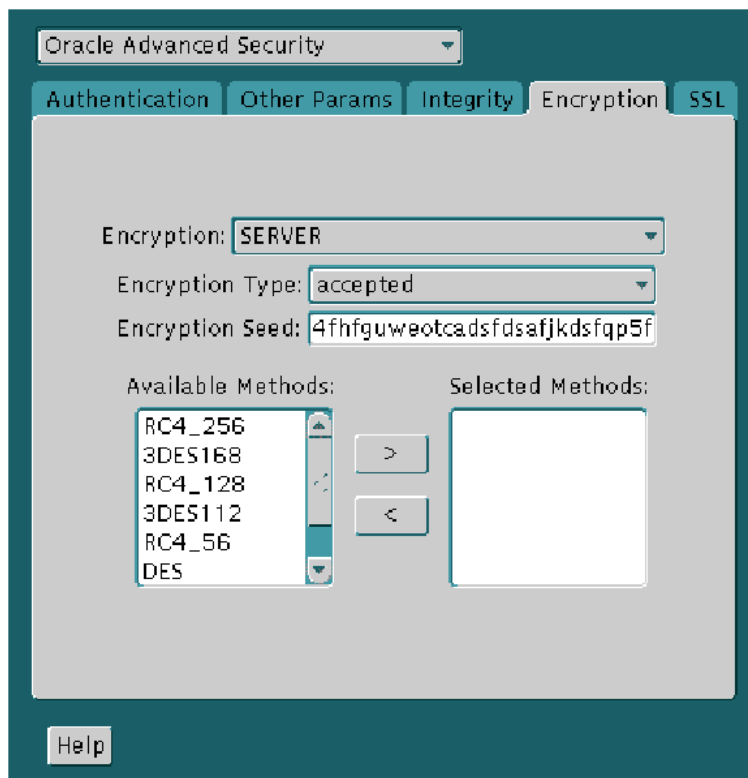 Oracle Advanced Security
Authentication Other Params Integrity Encryption SSL
Encryption: SERVER
Encryption Type: accepted
Encryption Seed: 4fhfguweotcadsfdsafjkdsfqp5f
Available Methods: Selected Methods:
RC4_256
3DES168
>
RC4_128
3DES112
<
RC4_56
DES
Help